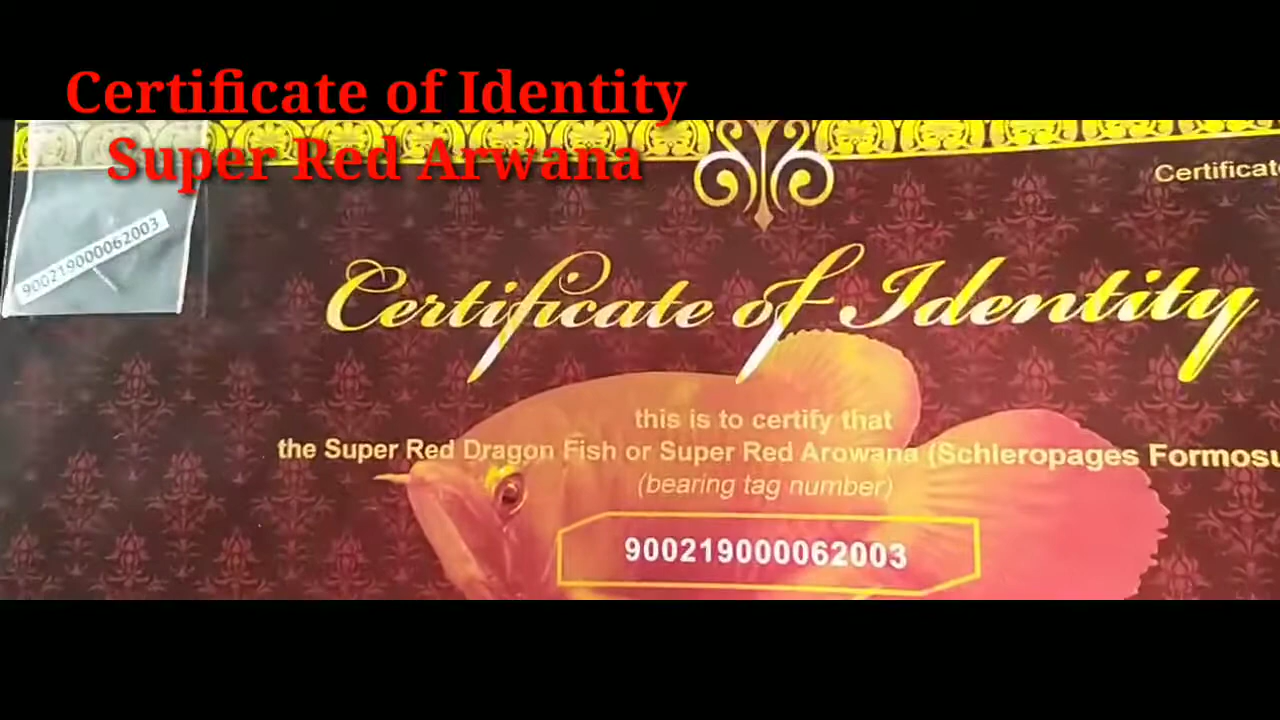 Certificate of Identity
Super Red Arwana
Certificat
900219000062003
Certificate of Identity
this is to certify that
the Super Red Dragon Fish or Super Red Arowana (Schleropages Formosu
(bearing tag number)
900219000062003